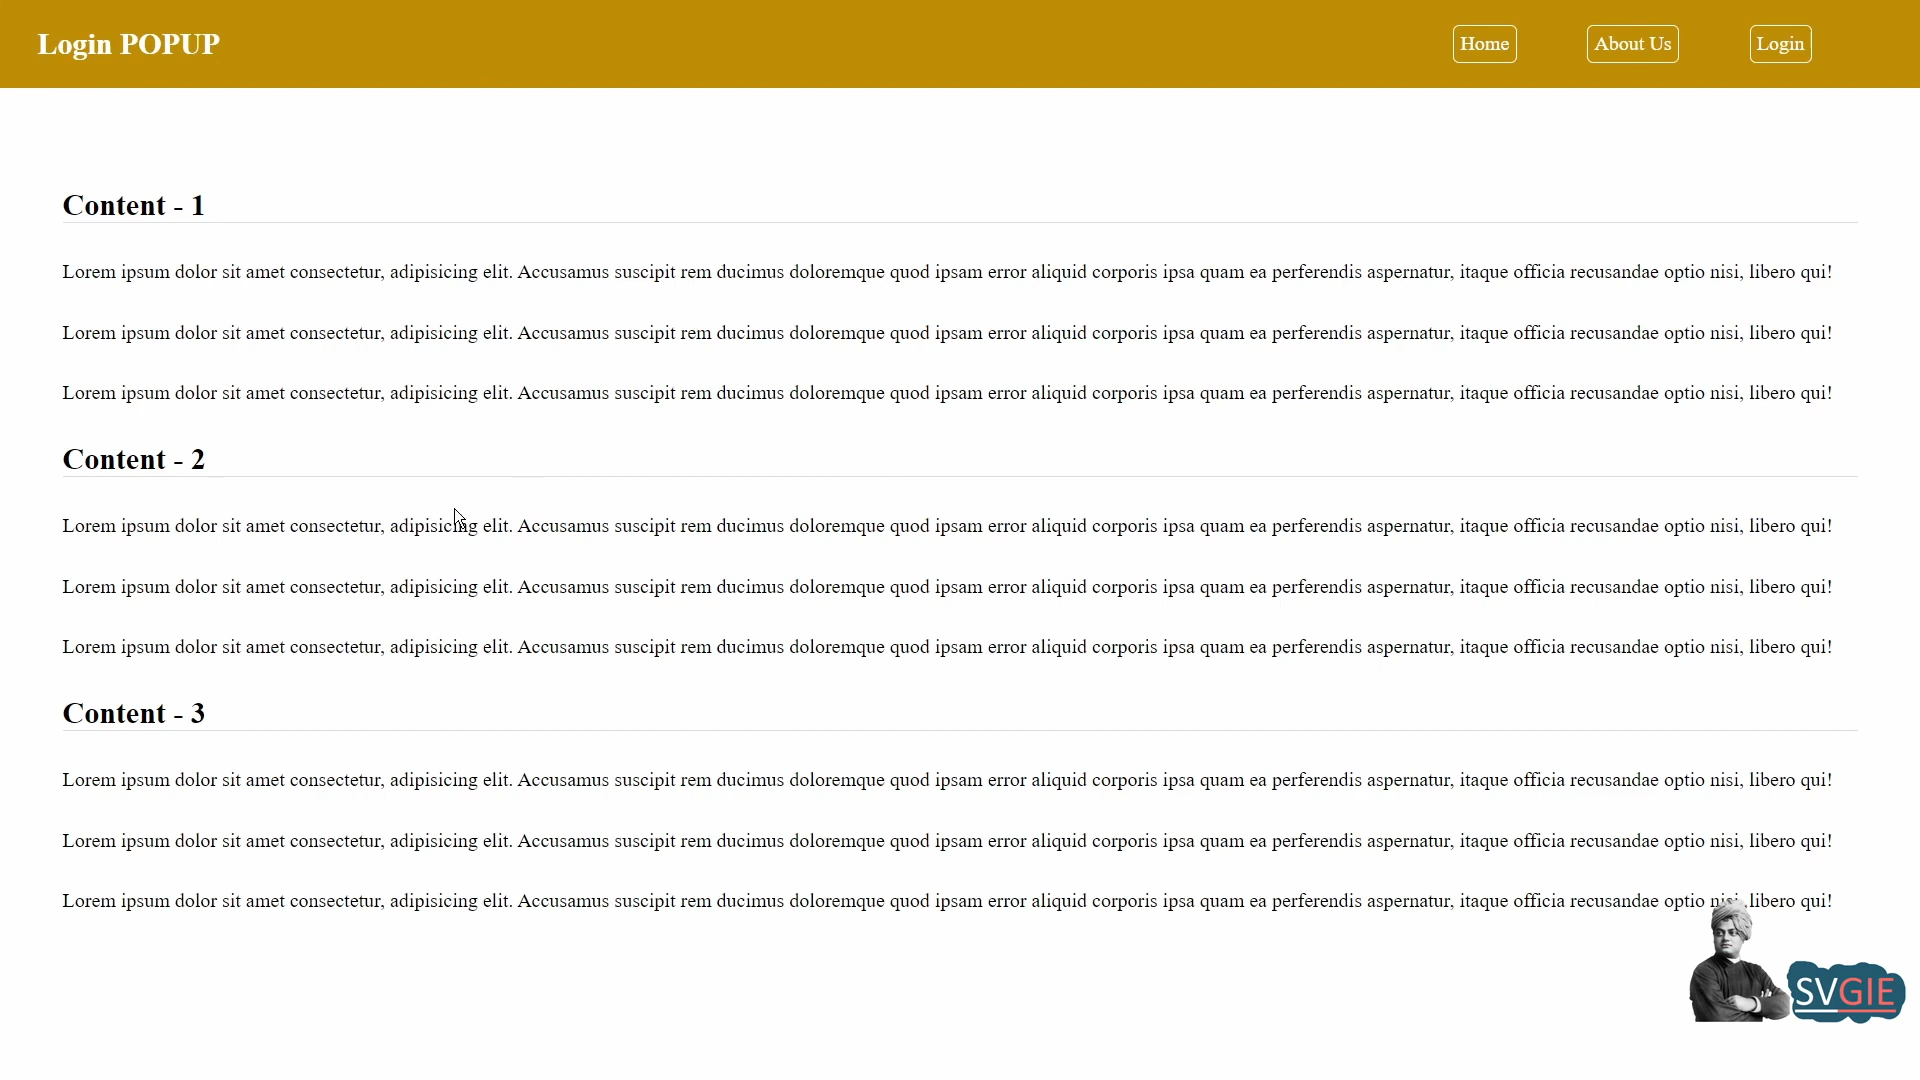 Login POPUP
Home
About Us
Login
Content - 1
Lorem ipsum dolor sit amet consectetur, adipisicing elit. Accusamus suscipit rem ducimus doloremque quod ipsam error aliquid corporis ipsa quam ea perferendis aspernatur, itaque officia recusandae optio nisi, libero qui!
Lorem ipsum dolor sit amet consectetur, adipisicing elit. Accusamus suscipit rem ducimus doloremque quod ipsam error aliquid corporis ipsa quam ea perferendis aspernatur, itaque officia recusandae optio nisi, libero qui!
Lorem ipsum dolor sit amet consectetur, adipisicing elit. Accusamus suscipit rem ducimus doloremque quod ipsam error aliquid corporis ipsa quam ea perferendis aspernatur, itaque officia recusandae optio nisi, libero qui!
Content - 2
Lorem ipsum dolor sit amet consectetur, adipisicing elit. Accusamus suscipit rem ducimus doloremque quod ipsam error aliquid corporis ipsa quam ea perferendis aspernatur, itaque officia recusandae optio nisi, libero qui!
Lorem ipsum dolor sit amet consectetur, adipisicing elit. Accusamus suscipit rem ducimus doloremque quod ipsam error aliquid corporis ipsa quam ea perferendis aspernatur, itaque officia recusandae optio nisi, libero qui!
Lorem ipsum dolor sit amet consectetur, adipisicing elit. Accusamus suscipit rem ducimus doloremque quod ipsam error aliquid corporis ipsa quam ea perferendis aspernatur, itaque officia recusandae optio nisi, libero qui!
Content - 3
Lorem ipsum dolor sit amet consectetur, adipisicing elit. Accusamus suscipit rem ducimus doloremque quod ipsam error aliquid corporis ipsa quam ea perferendis aspernatur, itaque officia recusandae optio nisi, libero qui!
Lorem ipsum dolor sit amet consectetur, adipisicing elit. Accusamus suscipit rem ducimus doloremque quod ipsam error aliquid corporis ipsa quam ea perferendis aspernatur, itaque officia recusandae optio nisi, libero qui!
Lorem ipsum dolor sit amet consectetur, adipisicing elit. Accusamus suscipit rem ducimus doloremque quod ipsam error aliquid corporis ipsa quam ea perferendis aspernatur, itaque officia recusandae optio nisi, libero qui!
SVGIE